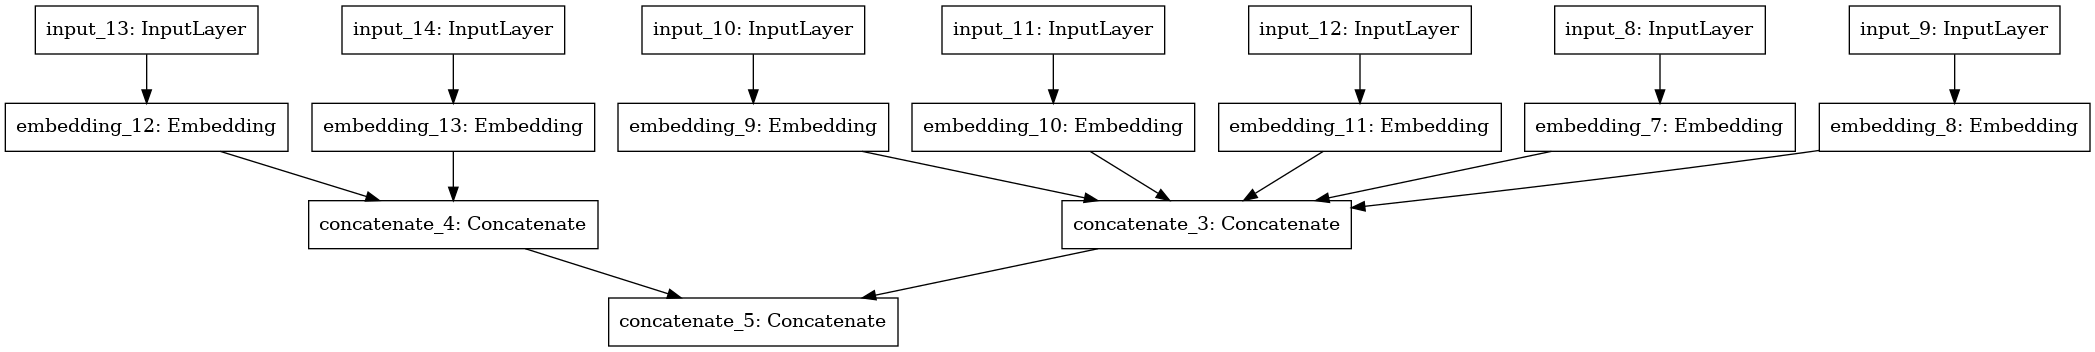 input_13: InputLayer
input_14: InputLayer
input_10: InputLayer
input_11: InputLayer
input_12: InputLayer
input_8: InputLayer
input_9: InputLayer
embedding_12: Embedding
embedding_13: Embedding
embedding_9: Embedding
embedding_10: Embedding
embedding_11: Embedding
embedding_7: Embedding
embedding_8: Embedding
concatenate_4: Concatenate
concatenate_3: Concatenate
concatenate_5: Concatenate